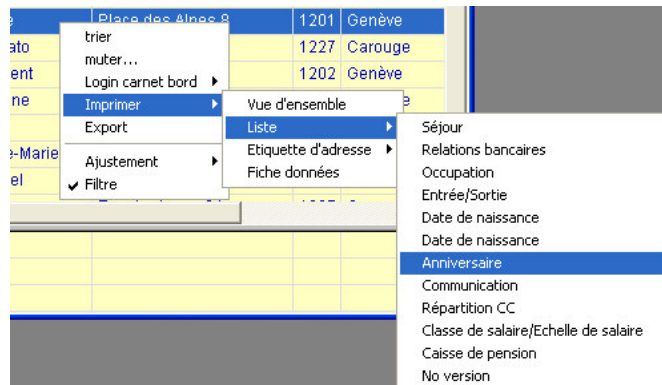 Place des Alpes 8 1201 Genève
ato 1227 Carouge
ent 1202 Genève
ne
e-Marie
el
trier
muter...
Login carnet bord
Imprimer
Export
Ajustement
Filtre
Vue d'ensemble
Liste
Etiquette d'adresse
Fiche données
Séjour
Relations bancaires
Occupation
Entrée/Sortie
Date de naissance
Date de naissance
Anniversaire
Communication
Répartition CC
Classe de salaire/Echelle de salaire
Caisse de pension
No version